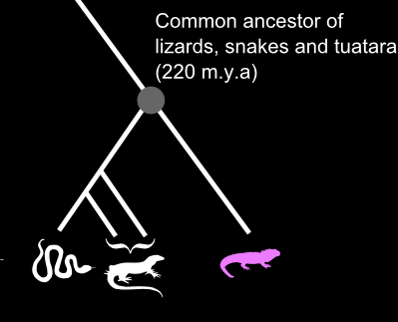 Common ancestor of
lizards, snakes and tuatara
(220 m.y.a)